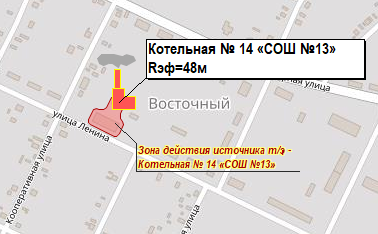 Котельная № 14 «СОШ №13»
Rэф=48м
Восточный
улица Ленина
Зона действия источника т/э -
Котельная № 14 «СОШ №13»
Кооперативная улица